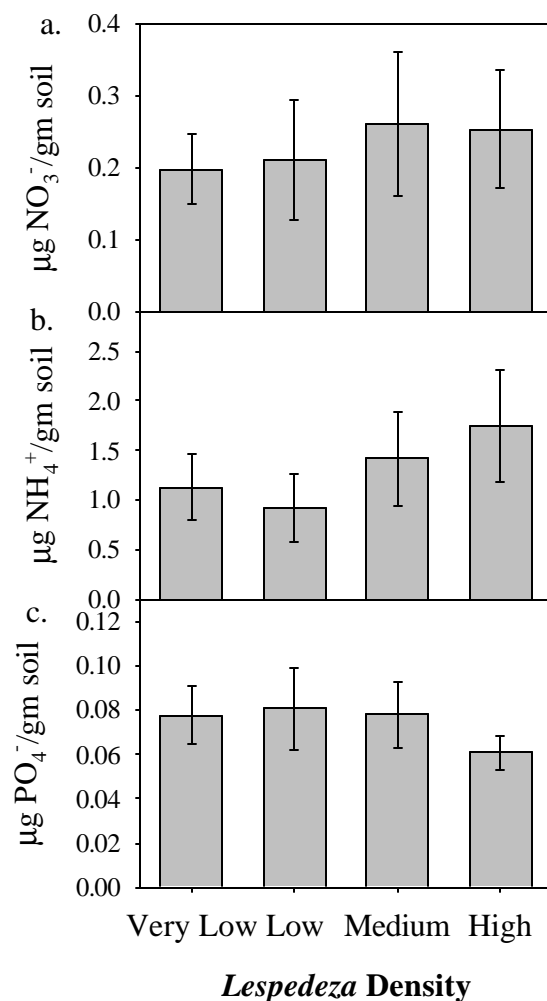 a.
µg NO₃⁻/gm soil
0.4
0.3
0.2
0.1
0.0
b.
µg NH₄⁺/gm soil
2.5
2.0
1.5
1.0
0.5
0.0
c.
µg PO₄⁻/gm soil
0.12
0.10
0.08
0.06
0.04
0.02
0.00
Very Low Low Medium High
Lespedeza Density